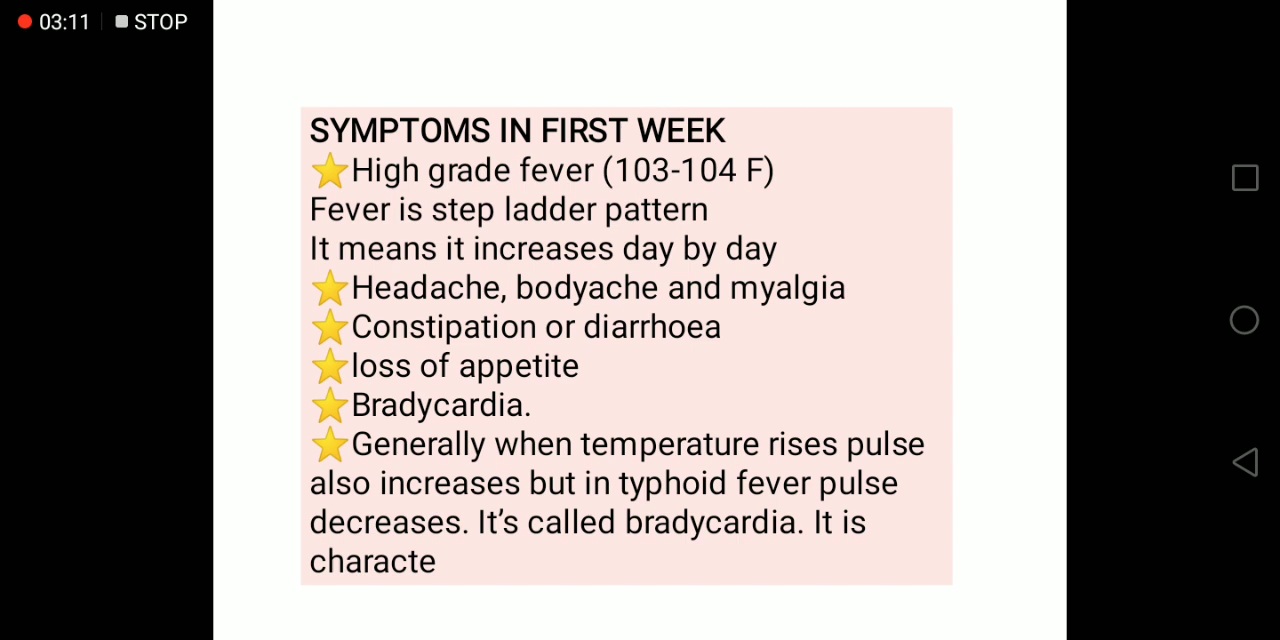 03:11 STOP
SYMPTOMS IN FIRST WEEK
⭐High grade fever (103-104 F)
Fever is step ladder pattern
It means it increases day by day
⭐Headache, bodyache and myalgia
⭐Constipation or diarrhoea
⭐loss of appetite
⭐Bradycardia.
⭐Generally when temperature rises pulse
also increases but in typhoid fever pulse
decreases. It’s called bradycardia. It is
characte